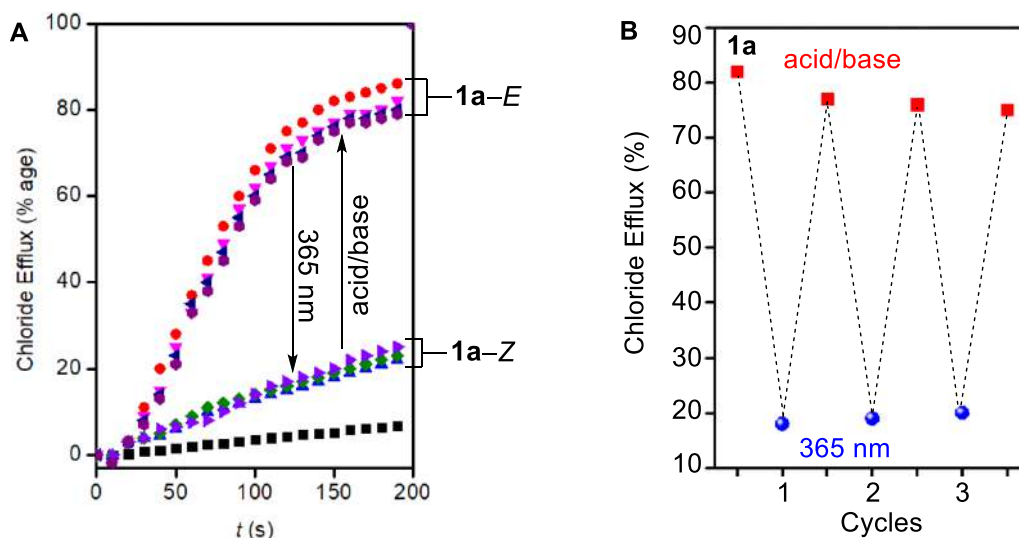 A
100
80
60
40
20
0
Chloride Efflux (% age)
1a–E
365 nm
acid/base
1a–Z
0
50
100
150
200
t (s)
B
90
80
70
60
50
40
30
20
10
Chloride Efflux (%)
1a
acid/base
365 nm
1
2
3
Cycles